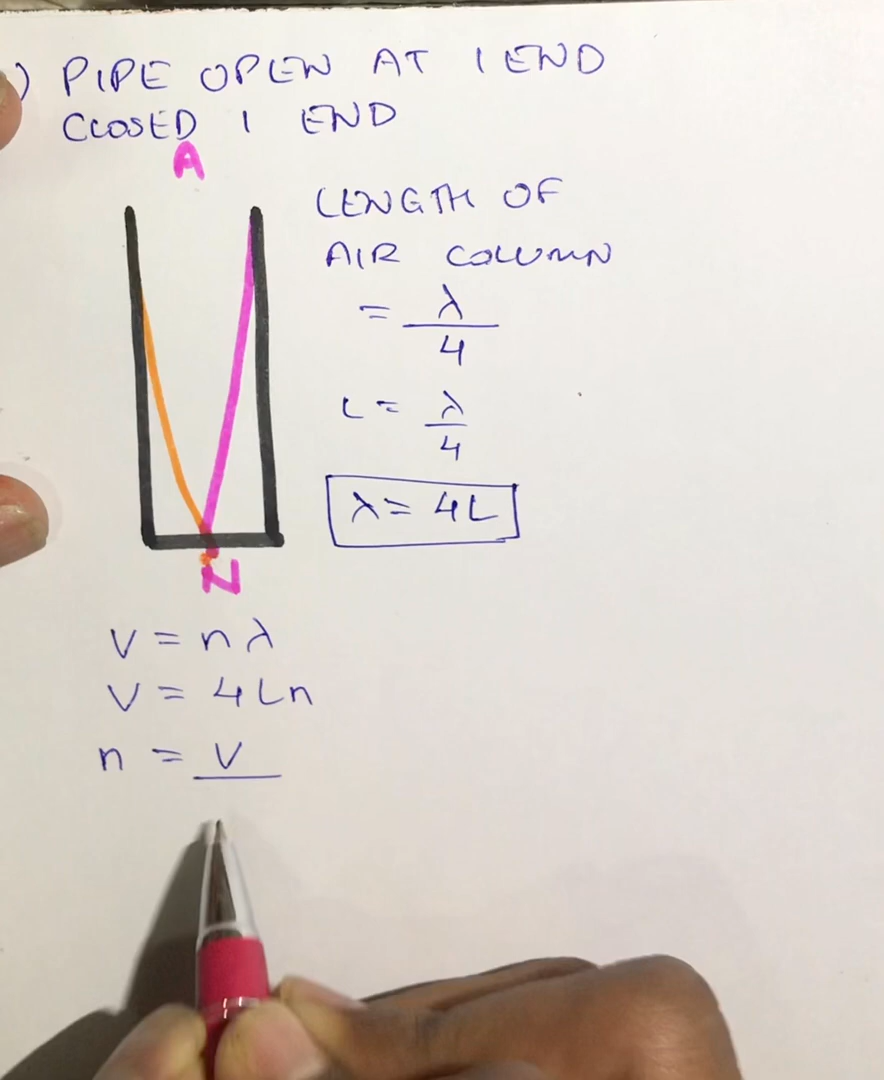 ) PIPE OPEN AT 1 END
CLOSED 1 END
A
LENGTH OF
AIR COLUMN
= λ/4
L = λ/4
λ = 4L
N
V = nλ
V = 4Ln
n = V